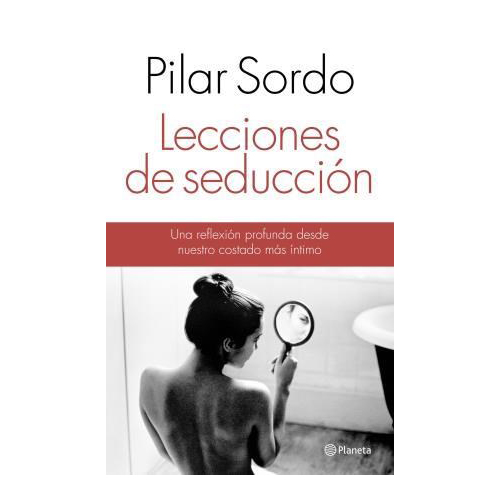 Pilar Sordo
Lecciones
de seducción
Una reflexión profunda desde
nuestro costado más íntimo
Planeta